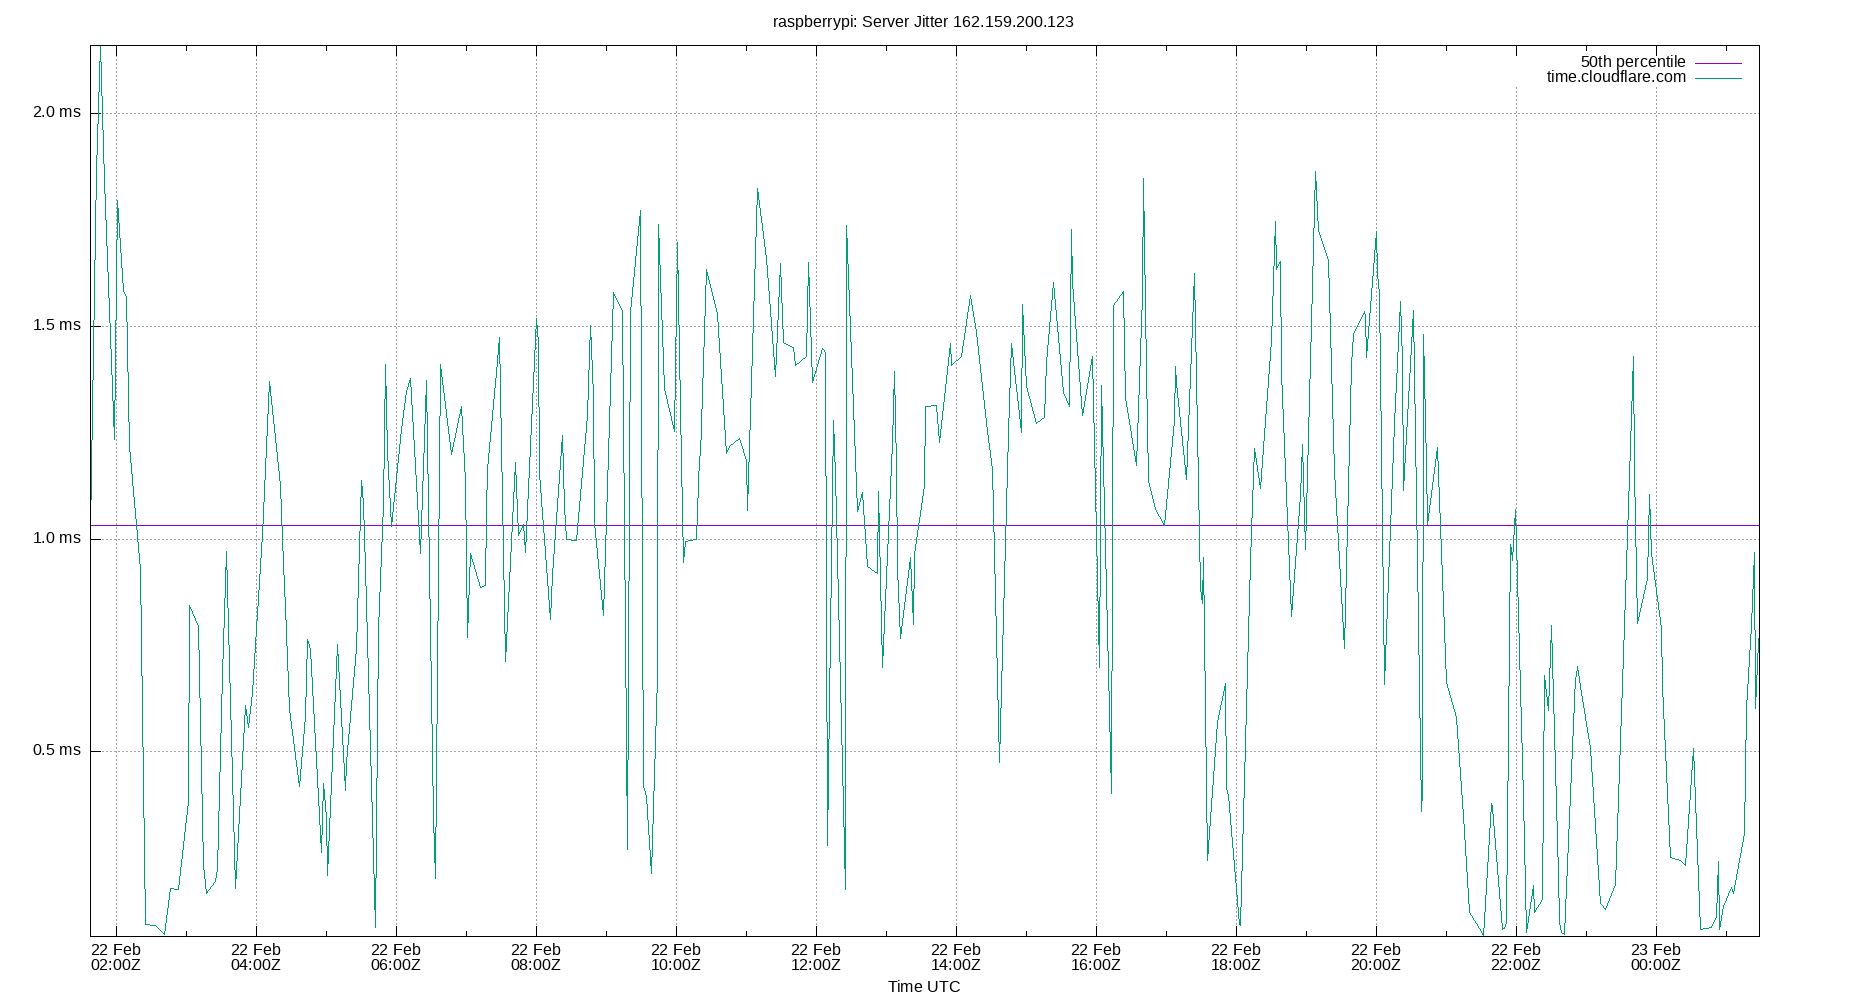 raspberrypi: Server Jitter 162.159.200.123
50th percentile
time.cloudflare.com
2.0 ms
1.5 ms
1.0 ms
0.5 ms
22 Feb 22 Feb 22 Feb 22 Feb 22 Feb 22 Feb 22 Feb 22 Feb 22 Feb 22 Feb 22 Feb 23 Feb
02:00Z 04:00Z 06:00Z 08:00Z 10:00Z 12:00Z 14:00Z 16:00Z 18:00Z 20:00Z 22:00Z 00:00Z
Time UTC